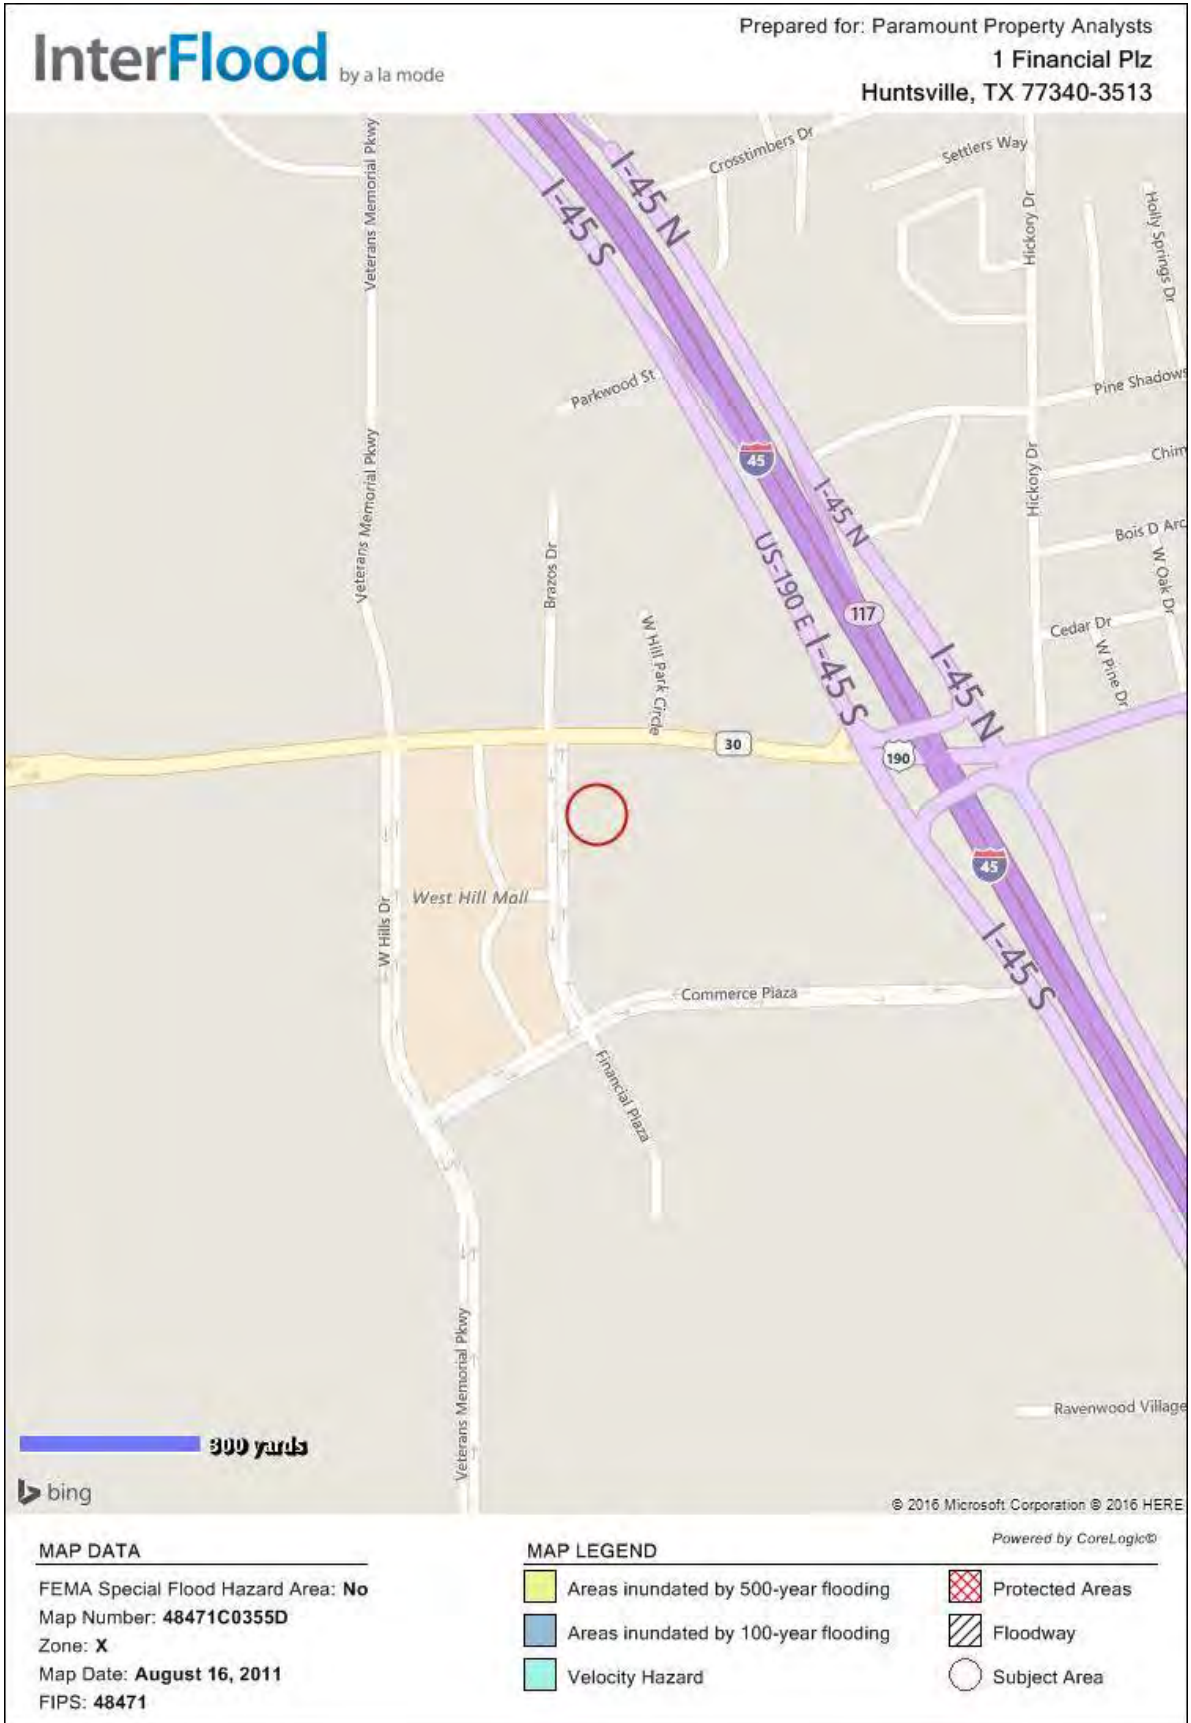 InterFlood by a la mode
Prepared for: Paramount Property Analysts
1 Financial Plz
Huntsville, TX 77340-3513
Veterans Memorial Pkwy
I-45 N
I-45 S
Crosstimbers Dr
Settlers Way
Hickory Dr
Holly Springs Dr
Parkwood St
Pine Shadows
Veterans Memorial Pkwy
45
Hickory Dr
Chim
I-45 N
Bois D Arc
Brazos Dr
US-190 E
W Oak Dr
117
Cedar Dr
W Hill Park Circle
I-45 S
I-45 N
W Pine Dr
30
190
45
West Hill Mall
W Hills Dr
I-45 S
Commerce Plaza
Financial Plaza
Veterans Memorial Pkwy
Ravenwood Village
300 yards
bing
© 2016 Microsoft Corporation © 2016 HERE
Powered by CoreLogic©
MAP DATA
FEMA Special Flood Hazard Area: No
Map Number: 48471C0355D
Zone: X
Map Date: August 16, 2011
FIPS: 48471
MAP LEGEND
Areas inundated by 500-year flooding
Areas inundated by 100-year flooding
Velocity Hazard
Protected Areas
Floodway
Subject Area